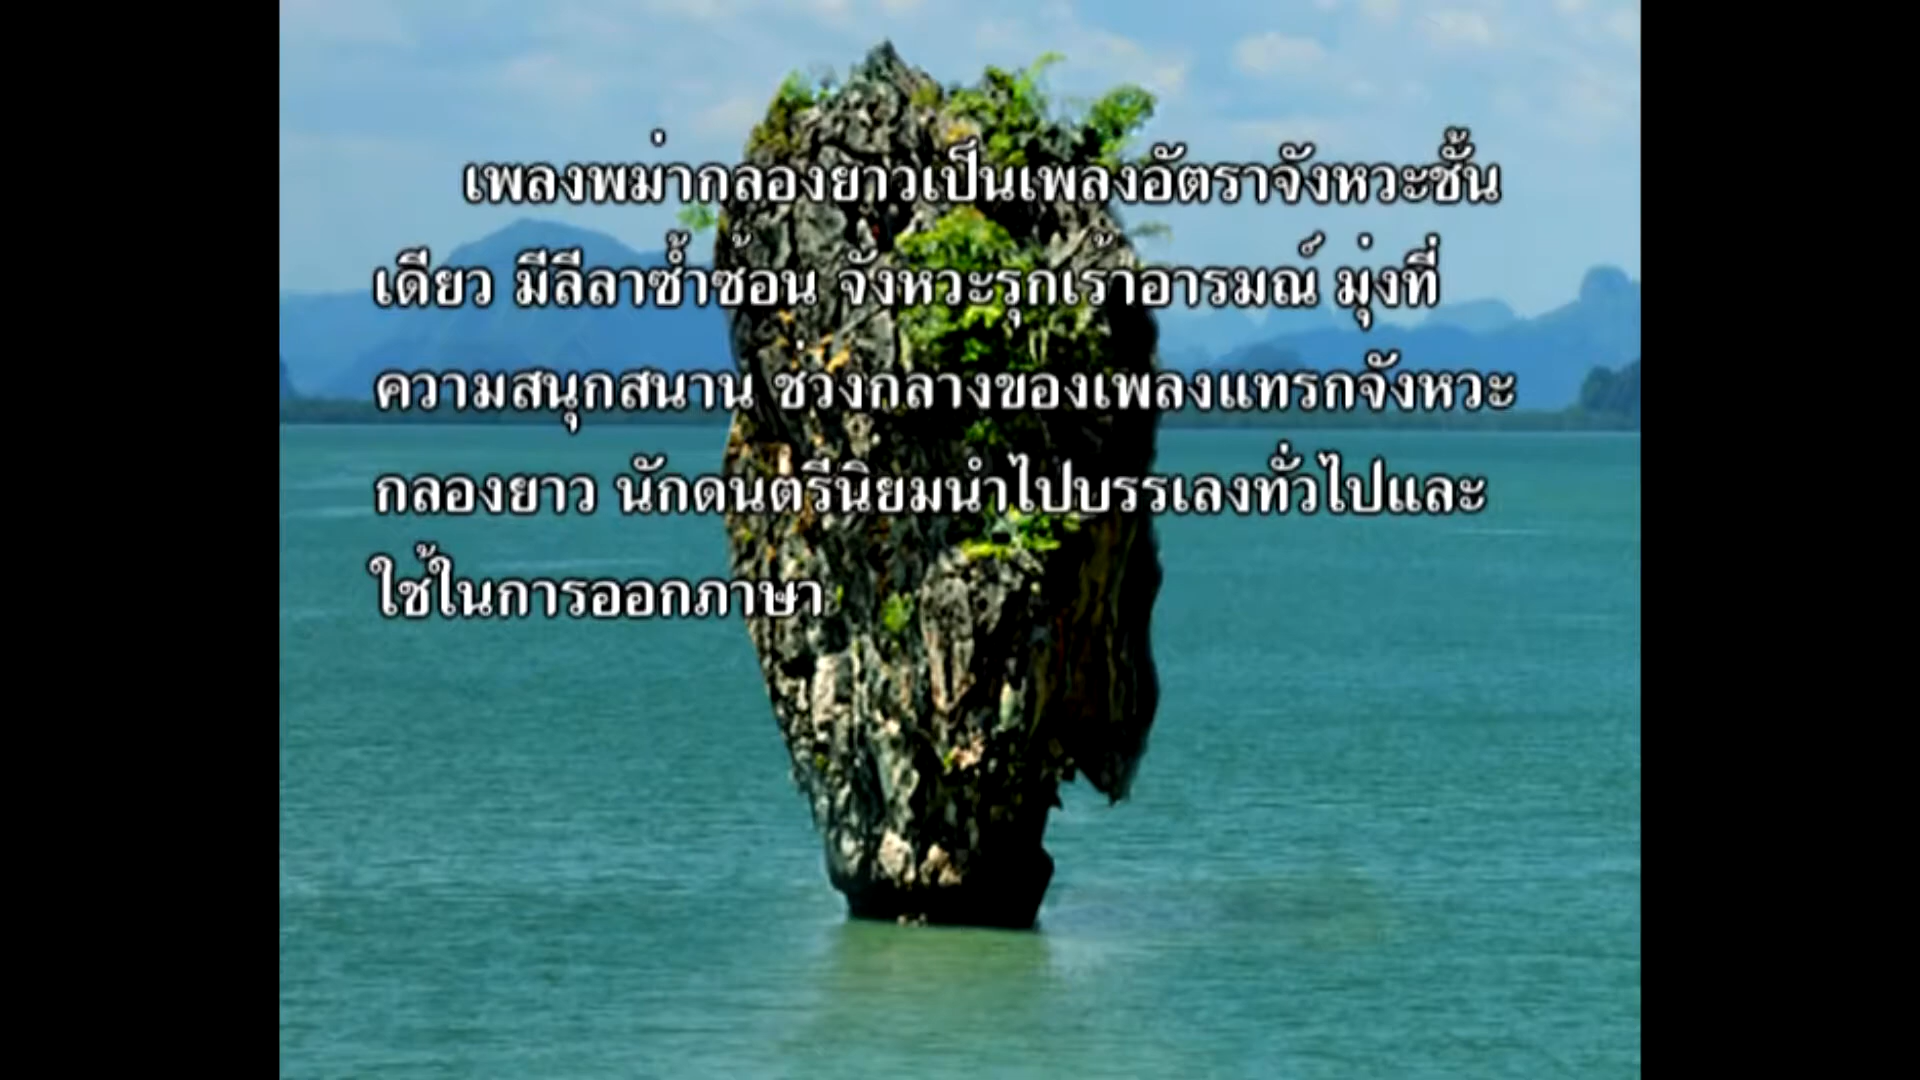 เพลงพม่ากลองยาวเป็นเพลงอัตราจังหวะชั้น
เดียว มีลีลาซ้ำซ้อน จังหวะรุกเร้าอารมณ์ มุ่งที่
ความสนุกสนาน ช่วงกลางของเพลงแทรกจังหวะ
กลองยาว นักดนตรีนิยมนำไปบรรเลงทั่วไปและ
ใช้ในการออกภาษา